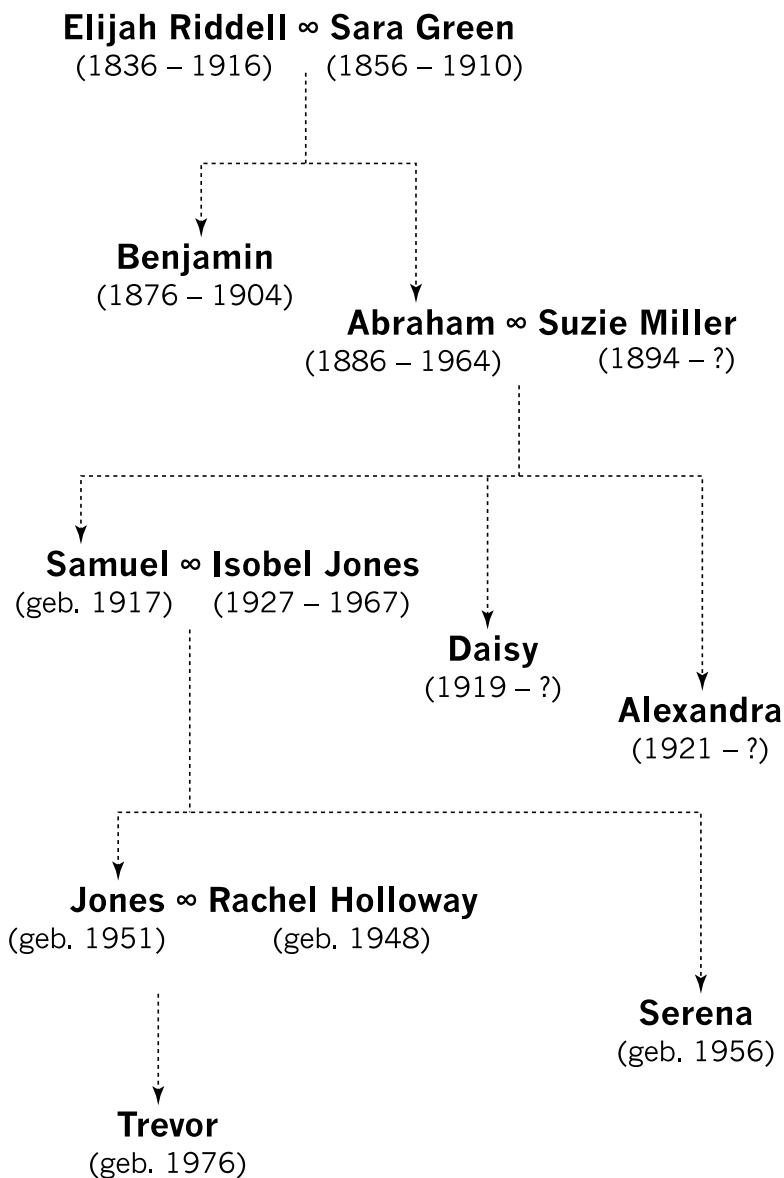 Elijah Riddell ∞ Sara Green
(1836 – 1916) (1856 – 1910)
Benjamin
(1876 – 1904)
Abraham ∞ Suzie Miller
(1886 – 1964) (1894 – ?)
Samuel ∞ Isobel Jones
(geb. 1917) (1927 – 1967)
Daisy
(1919 – ?)
Alexandra
(1921 – ?)
Jones ∞ Rachel Holloway
(geb. 1951) (geb. 1948)
Serena
(geb. 1956)
Trevor
(geb. 1976)